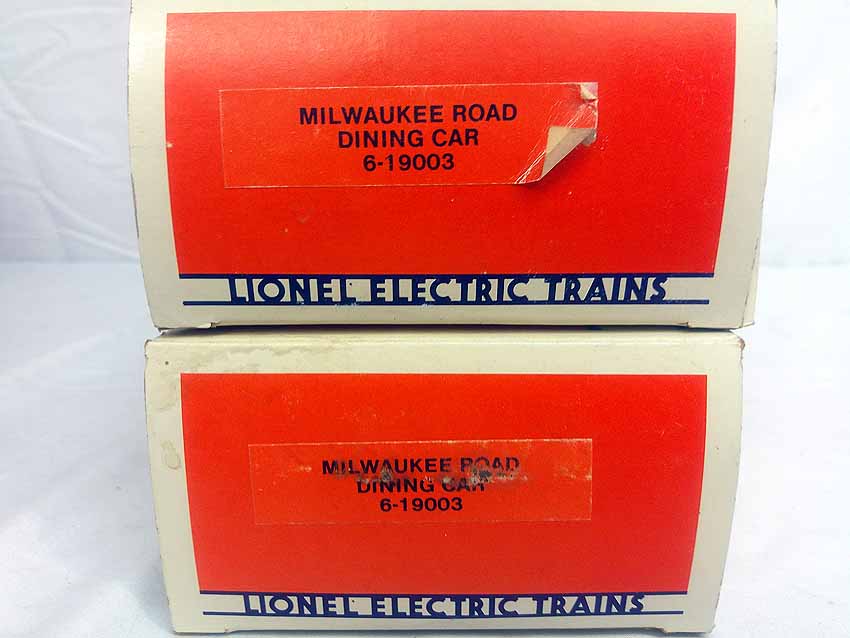 MILWAUKEE ROAD
DINING CAR
6-19003
LIONEL ELECTRIC TRAINS
MILWAUKEE ROAD
DINING CAR
6-19003
LIONEL ELECTRIC TRAINS